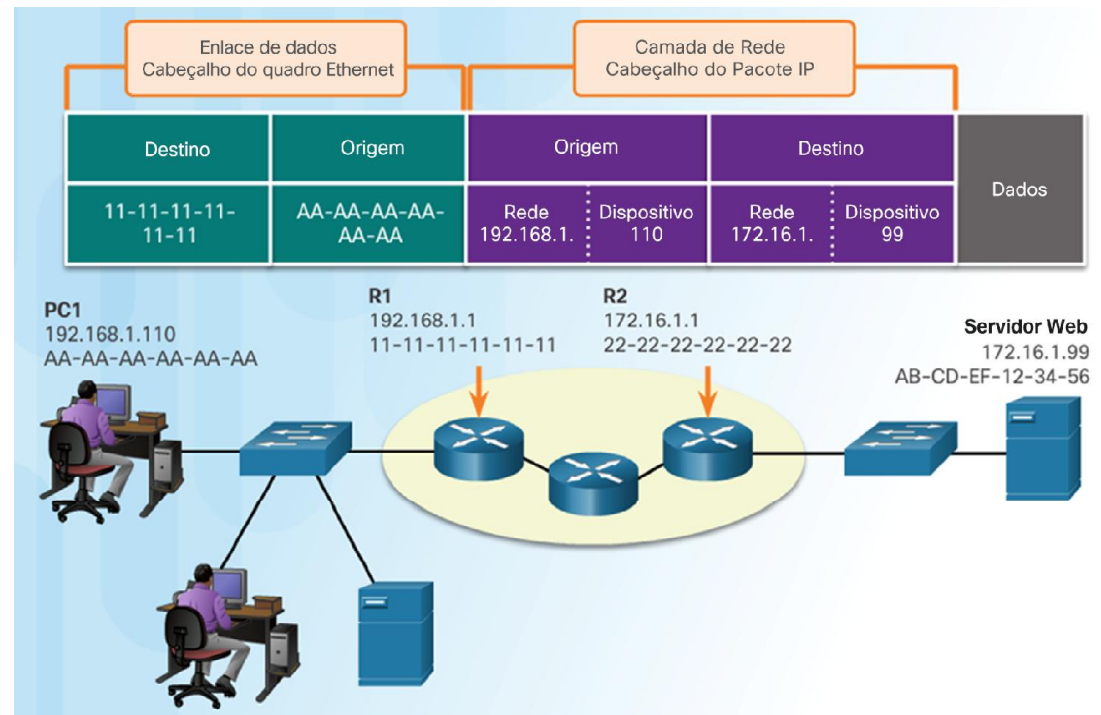 Enlace de dados
Cabeçalho do quadro Ethernet
Camada de Rede
Cabeçalho do Pacote IP
Destino
Origem
Origem
Destino
Dados
11-11-11-11-
11-11
AA-AA-AA-AA-
AA-AA
Rede
192.168.1.
Dispositivo
110
Rede
172.16.1.
Dispositivo
99
PC1
192.168.1.110
AA-AA-AA-AA-AA-AA
R1
192.168.1.1
11-11-11-11-11-11
R2
172.16.1.1
22-22-22-22-22-22
Servidor Web
172.16.1.99
AB-CD-EF-12-34-56